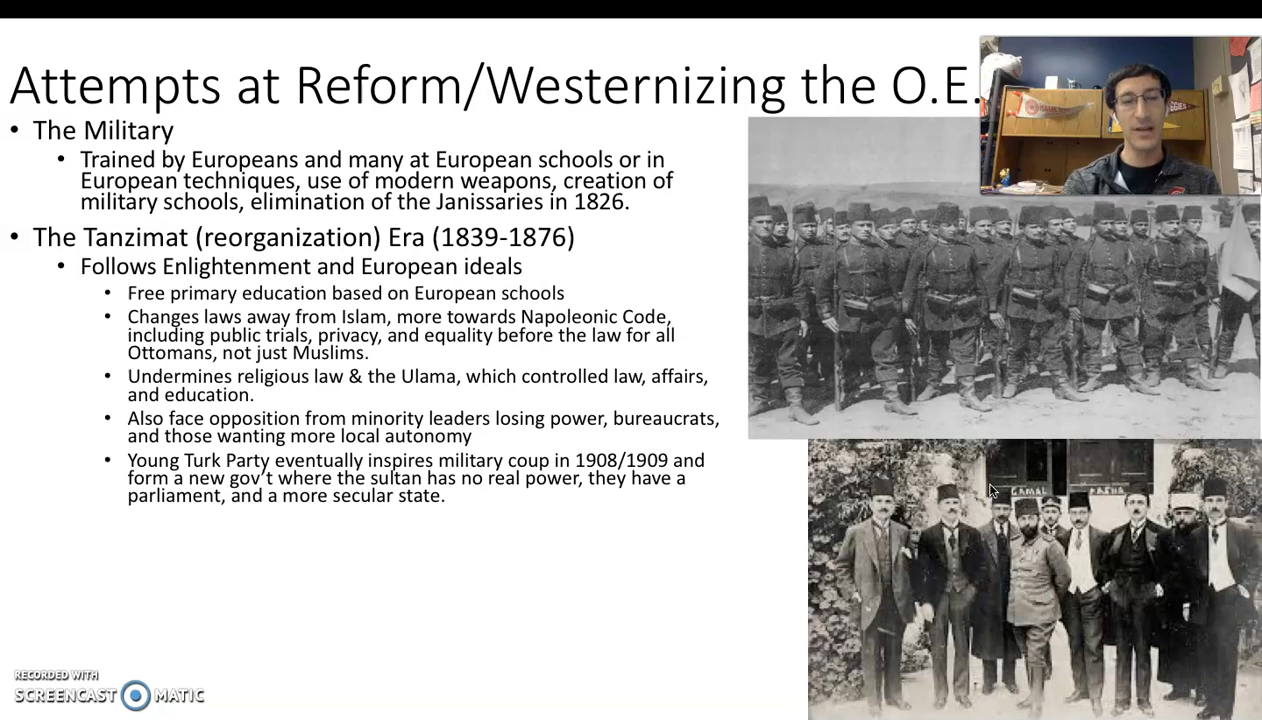 Attempts at Reform/Westernizing the O.E.
• The Military
• Trained by Europeans and many at European schools or in
European techniques, use of modern weapons, creation of
military schools, elimination of the Janissaries in 1826.
• The Tanzimat (reorganization) Era (1839-1876)
• Follows Enlightenment and European ideals
• Free primary education based on European schools
• Changes laws away from Islam, more towards Napoleonic Code,
including public trials, privacy, and equality before the law for all
Ottomans, not just Muslims.
• Undermines religious law & the Ulama, which controlled law, affairs,
and education.
• Also face opposition from minority leaders losing power, bureaucrats,
and those wanting more local autonomy
• Young Turk Party eventually inspires military coup in 1908/1909 and
form a new gov't where the sultan has no real power, they have a
parliament, and a more secular state.
GAMAL PASHA
RECORDED WITH
SCREENCAST MATIC